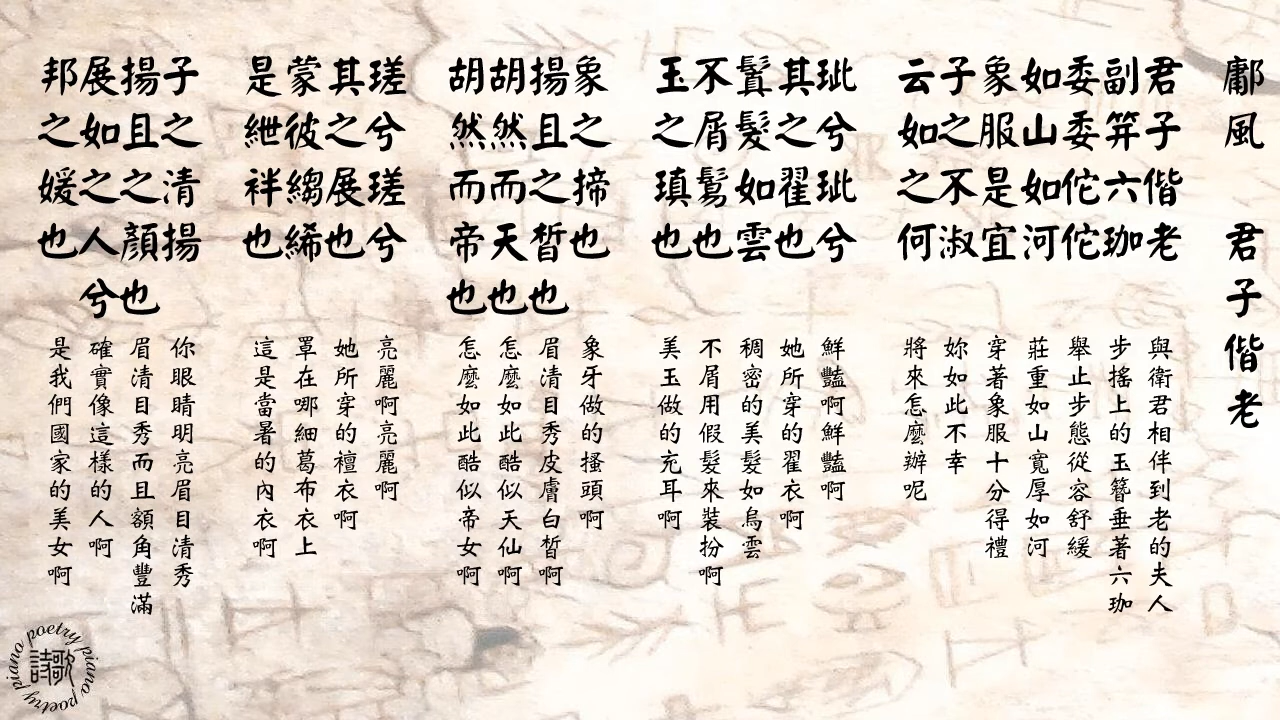 鄘風 君子偕老
君子偕老
副笄六珈
委委佗佗
如山如河
象服是宜
子之不淑
云如之何
玼兮玼兮
其之翟也
鬒髮如雲
不屑鬄也
玉之瑱也
象之揥也
揚且之皙也
胡然而天也
胡然而帝也
瑳兮瑳兮
其之展也
蒙彼縐絺
是紲袢也
子之清揚
揚且之顏也
展如之人兮
邦之媛也
與衛君相伴到老的夫人
步搖上的玉簪垂著六珈
舉止步態從容舒緩
莊重如山寬厚如河
穿著象服十分得禮
妳如此不幸
將來怎麼辦呢
鮮豔啊鮮豔啊
她所穿的翟衣啊
稠密的美髮如烏雲
不屑用假髮來裝扮啊
美玉做的充耳啊
象牙做的搔頭啊
眉清目秀皮膚白皙啊
怎麼如此酷似天仙啊
怎麼如此酷似帝女啊
亮麗啊亮麗啊
她所穿的襢衣啊
罩在哪細葛布衣上
這是當暑的內衣啊
你眼睛明亮眉目清秀
眉清目秀而且額角豐滿
確實像這樣的人啊
是我們國家的美女啊
poetry piano poetry piano
詩歌